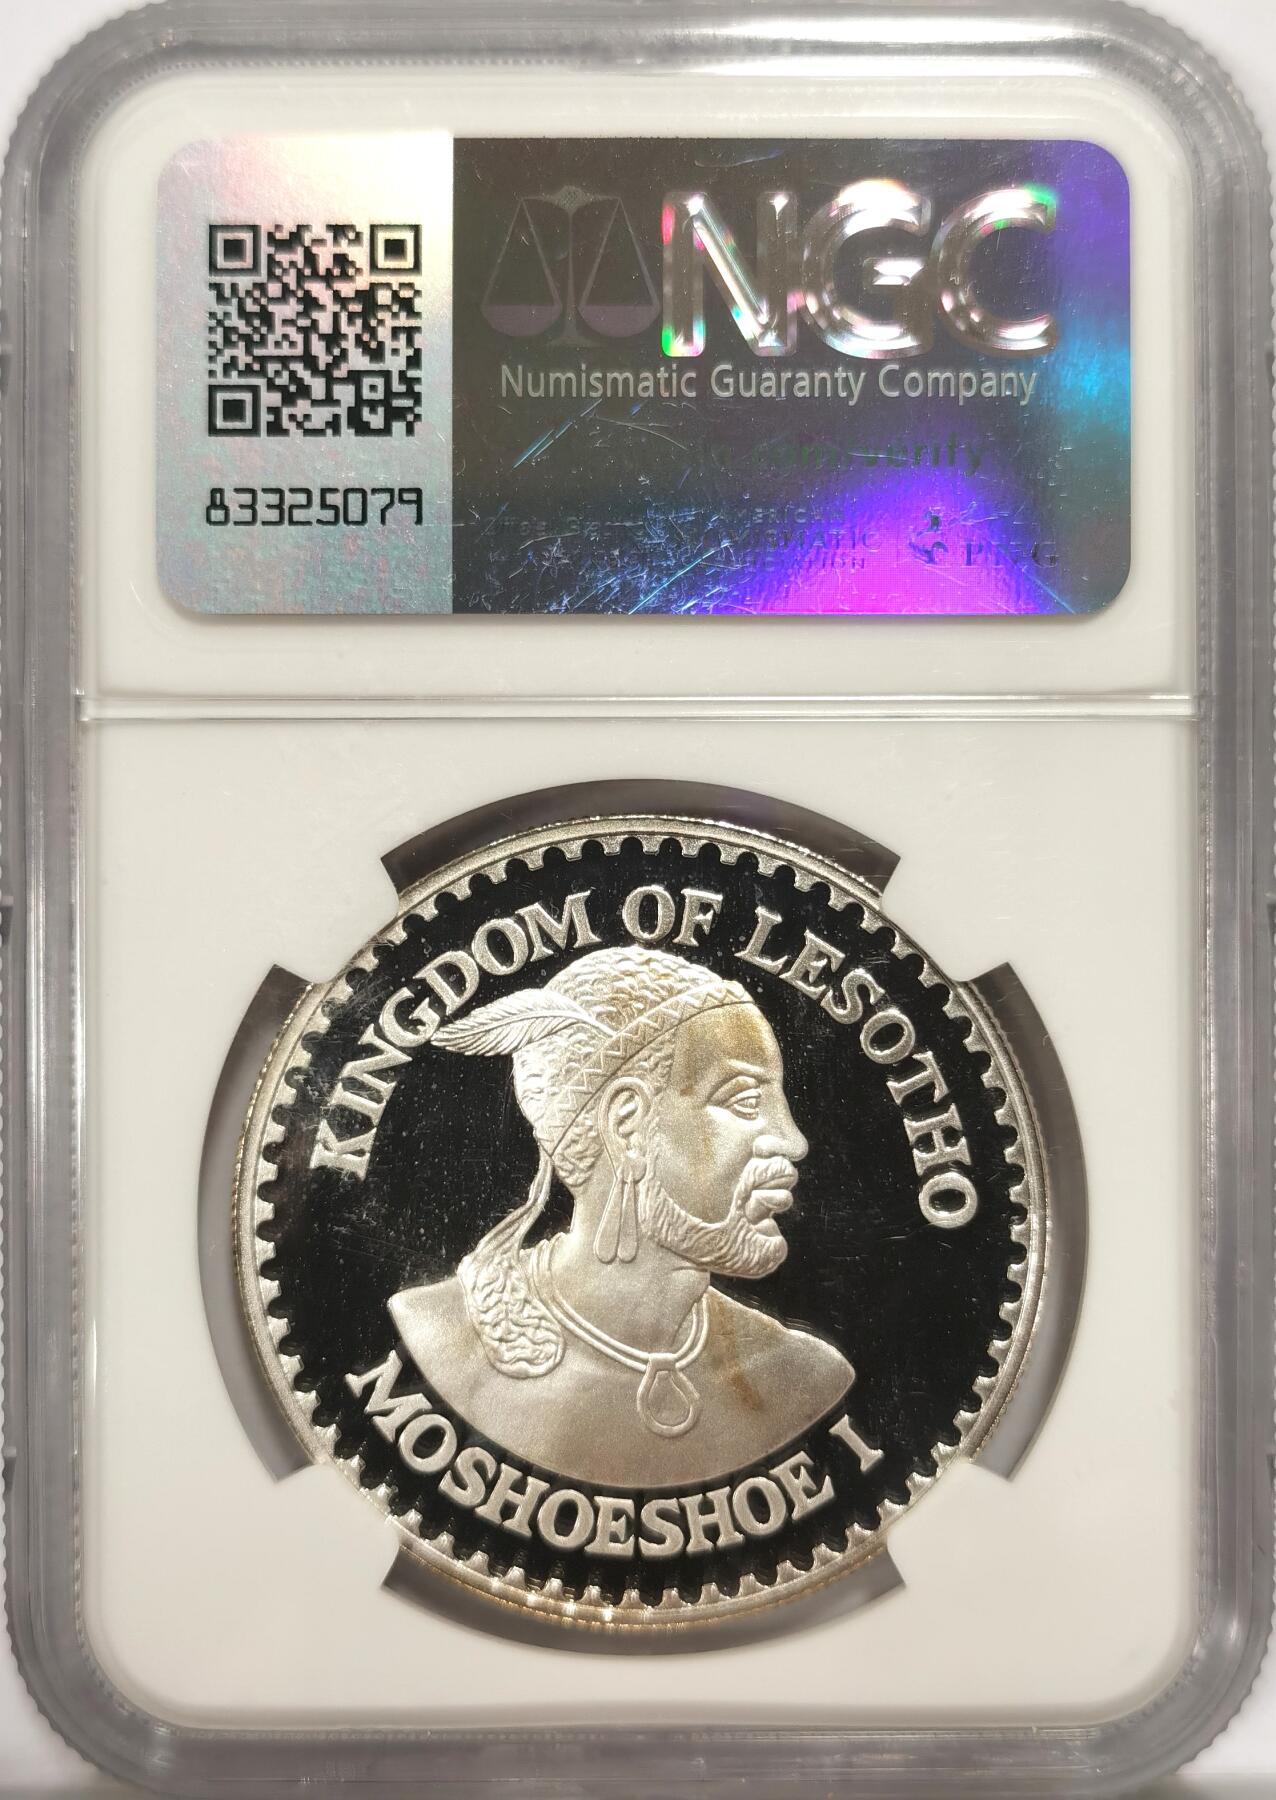 NGC
Numismatic Guaranty Company
83325079
KINGDOM OF LESOTHO
MOSHOESHOE I